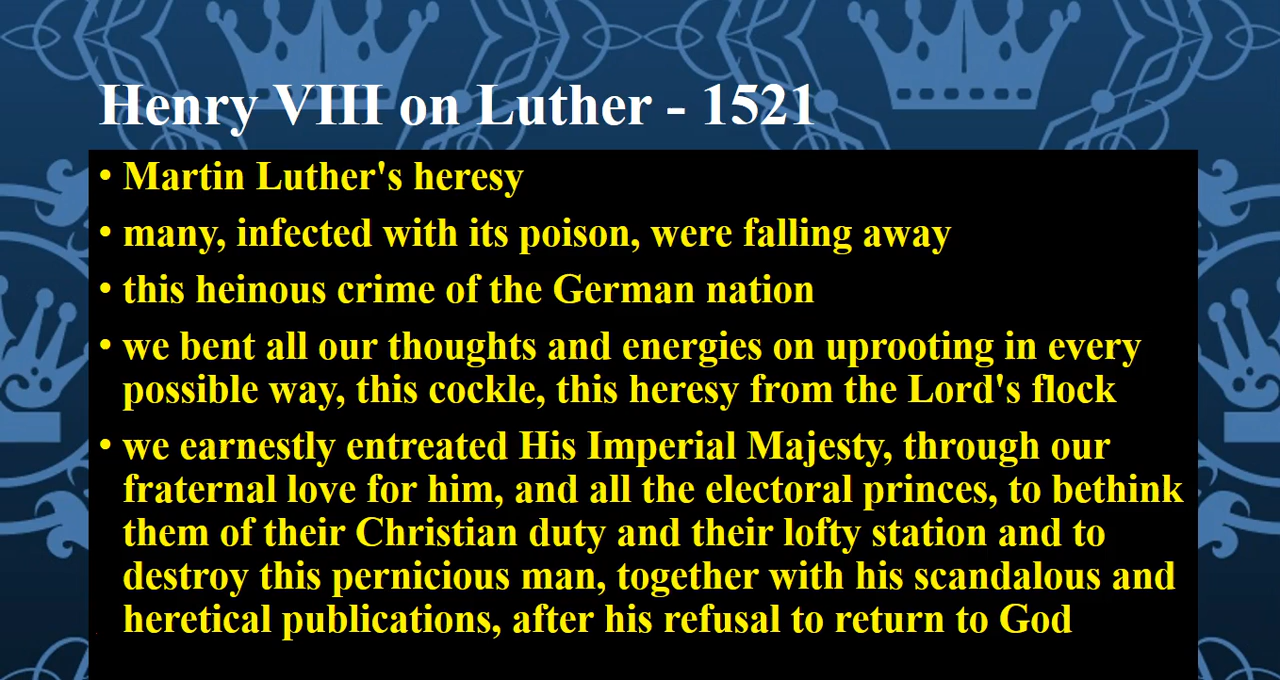 Henry VIII on Luther - 1521
• Martin Luther's heresy
• many, infected with its poison, were falling away
• this heinous crime of the German nation
• we bent all our thoughts and energies on uprooting in every
possible way, this cockle, this heresy from the Lord's flock
• we earnestly entreated His Imperial Majesty, through our
fraternal love for him, and all the electoral princes, to bethink
them of their Christian duty and their lofty station and to
destroy this pernicious man, together with his scandalous and
heretical publications, after his refusal to return to God